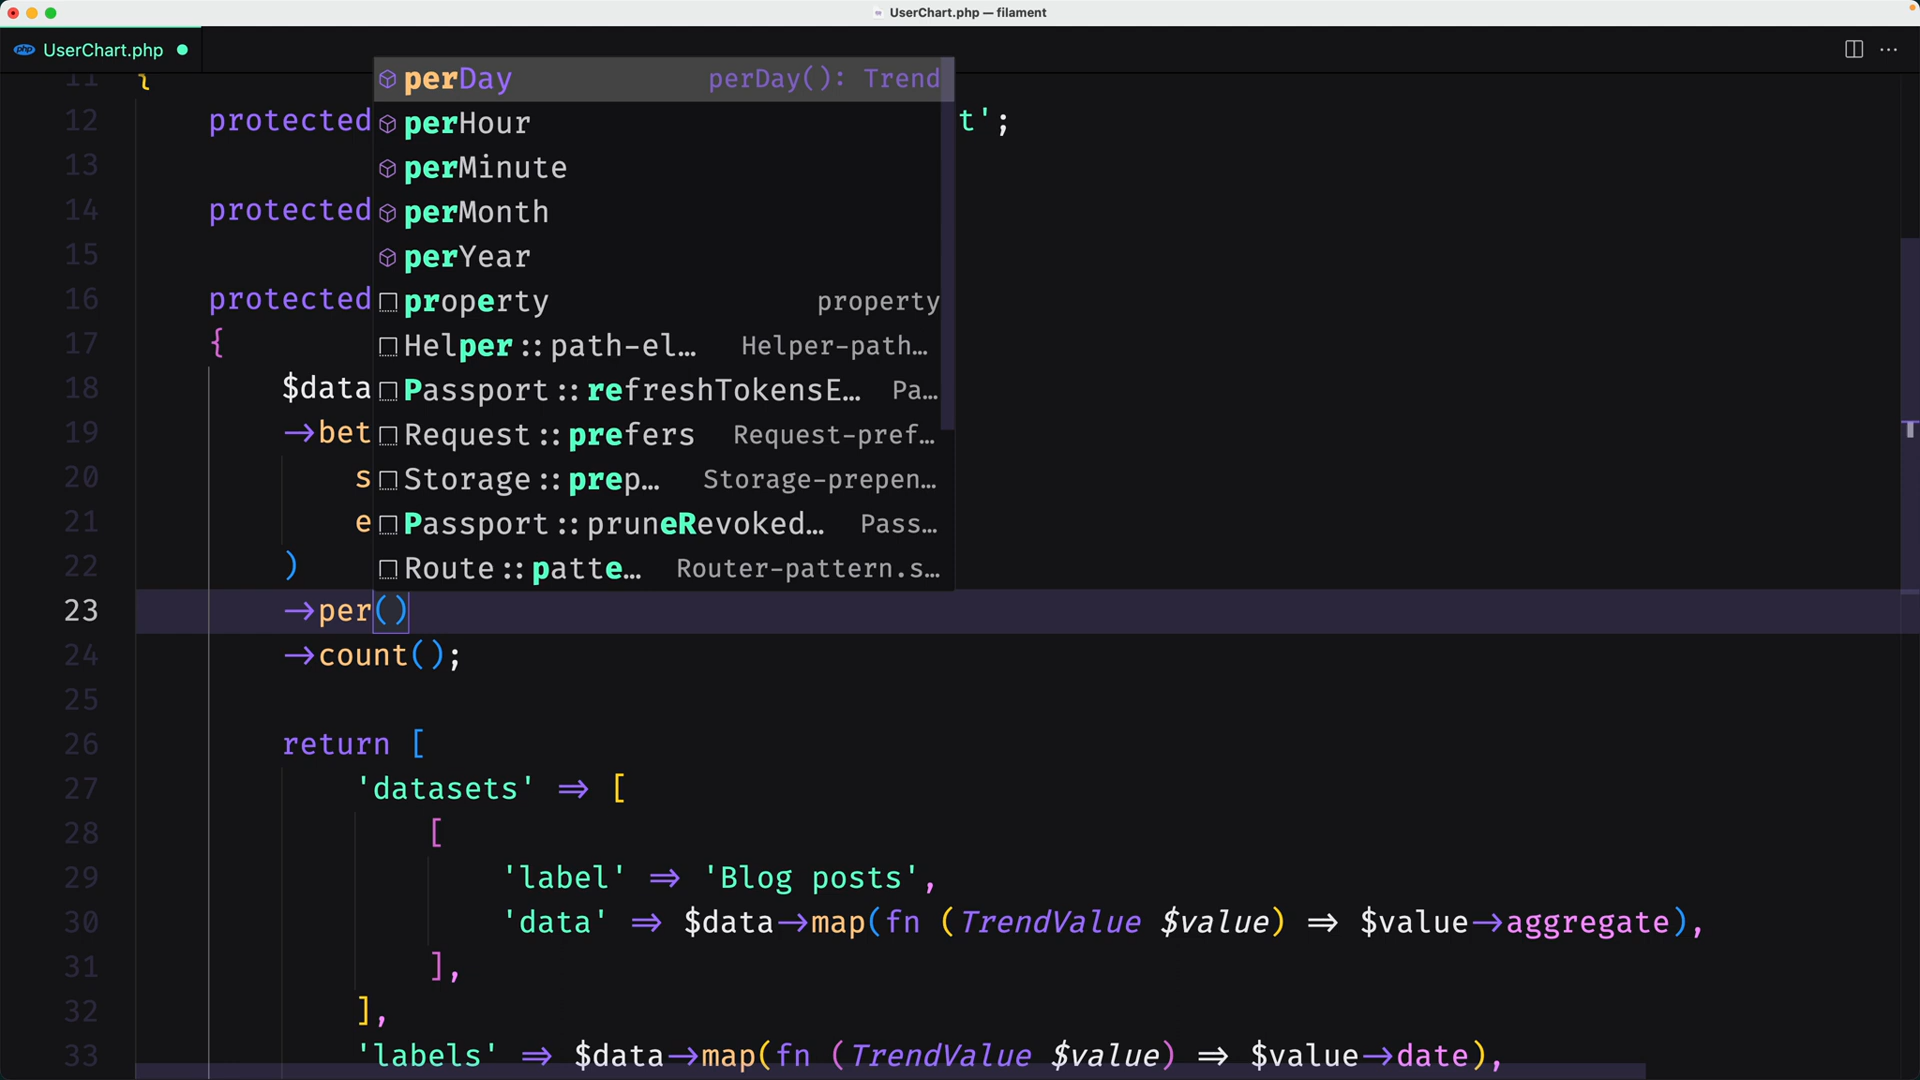 UserChart.php — filament
UserChart.php
11 {
12 protected t';
13
14 protected
15
16 protected
17 {
18 $data
19 ->bet
20 s
21 e
22 )
23 ->per()
24 ->count();
25
26 return [
27 'datasets' => [
28 [
29 'label' => 'Blog posts',
30 'data' => $data->map(fn (TrendValue $value) => $value->aggregate),
31 ],
32 ],
33 'labels' => $data->map(fn (TrendValue $value) => $value->date),
perDay perDay(): Trend
perHour
perMinute
perMonth
perYear
property property
Helper::path-el… Helper-path…
Passport::refreshTokensE… Pa…
Request::prefers Request-pref…
Storage::prep… Storage-prepen…
Passport::pruneRevoked… Pass…
Route::patte… Router-pattern.s…